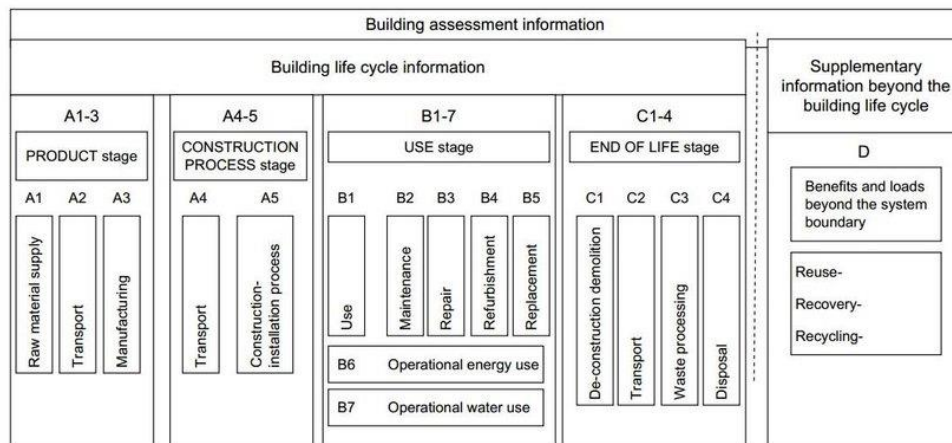 Building assessment information
Building life cycle information
Supplementary
information beyond the
building life cycle
A1-3
PRODUCT stage
A1
A2
A3
Raw material supply
Transport
Manufacturing
A4-5
CONSTRUCTION
PROCESS stage
A4
A5
Transport
Construction-
installation process
B1-7
USE stage
B1
B2
B3
B4
B5
Use
Maintenance
Repair
Refurbishment
Replacement
B6 Operational energy use
B7 Operational water use
C1-4
END OF LIFE stage
C1
C2
C3
C4
De-construction demolition
Transport
Waste processing
Disposal
D
Benefits and loads
beyond the system
boundary
Reuse-
Recovery-
Recycling-